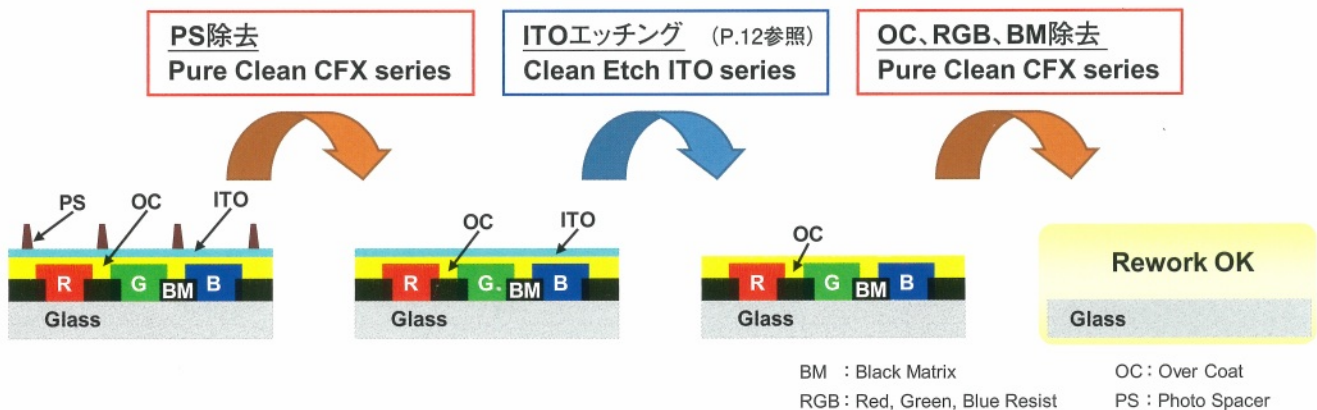 PS除去
Pure Clean CFX series
ITOエッチング (P.12参照)
Clean Etch ITO series
OC、RGB、BM除去
Pure Clean CFX series
PS
OC
ITO
R
G
BM
B
Glass
OC
ITO
R
G.
BM
B
Glass
OC
R
G
BM
B
Glass
Rework OK
Glass
BM : Black Matrix
OC : Over Coat
RGB : Red, Green, Blue Resist
PS : Photo Spacer